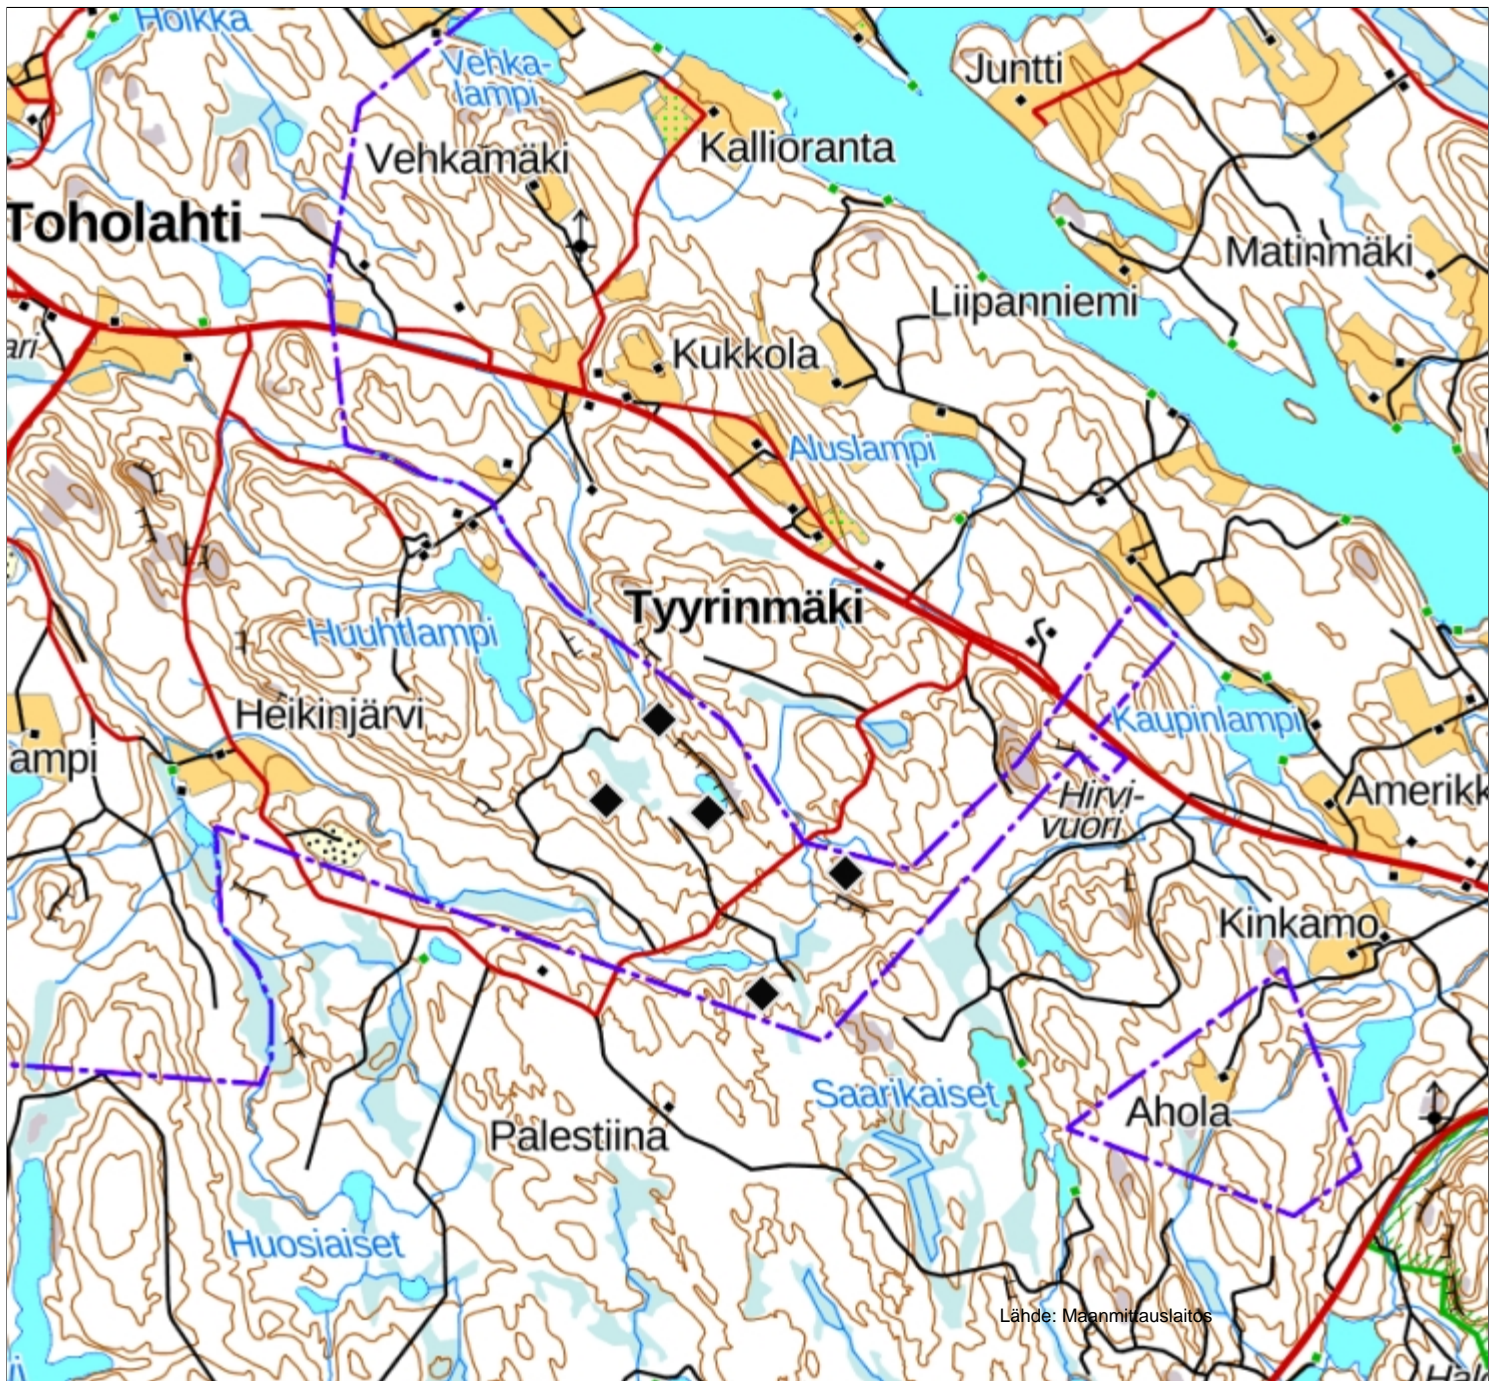 Hoikka
Vehka-
lampi
Juntti
Kallioranta
Vehkamäki
Toholahti
Matinmäki
Liipanniemi
ari
Kukkola
Aluslampi
Tyyrinmäki
Huuhtlampi
Heikinjärvi
Kaupinlampi
ampi
Hirvi-
vuori
Amerikk
Kinkamo
Saarikaiset
Ahola
Palestiina
Huosiaiset
Lähde: Maanmittauslaitos